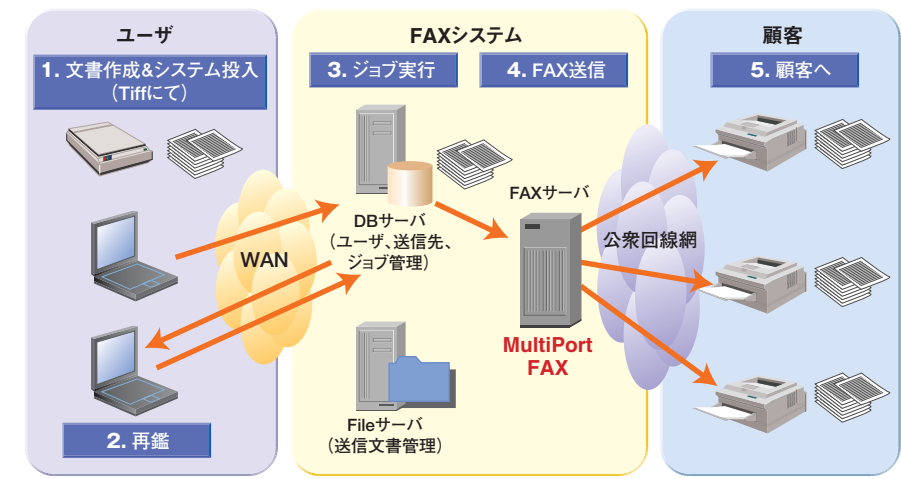 ユーザ
1. 文書作成&システム投入
（Tiffにて）
WAN
2. 再鑑
FAXシステム
3. ジョブ実行
4. FAX送信
DBサーバ
（ユーザ、送信先、
ジョブ管理）
FAXサーバ
MultiPort
FAX
Fileサーバ
（送信文書管理）
公衆回線網
顧客
5. 顧客へ